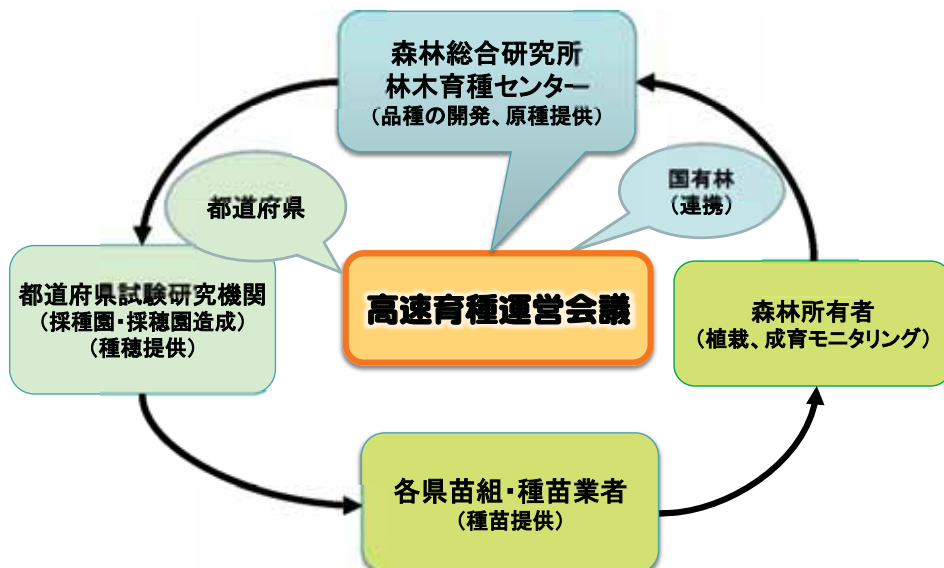 森林総合研究所
林木育種センター
(品種の開発、原種提供)
都道府県
国有林
(連携)
高速育種運営会議
都道府県試験研究機関
(採種園・採穂園造成)
(種穂提供)
森林所有者
(植栽、成育モニタリング)
各県苗組・種苗業者
(種苗提供)